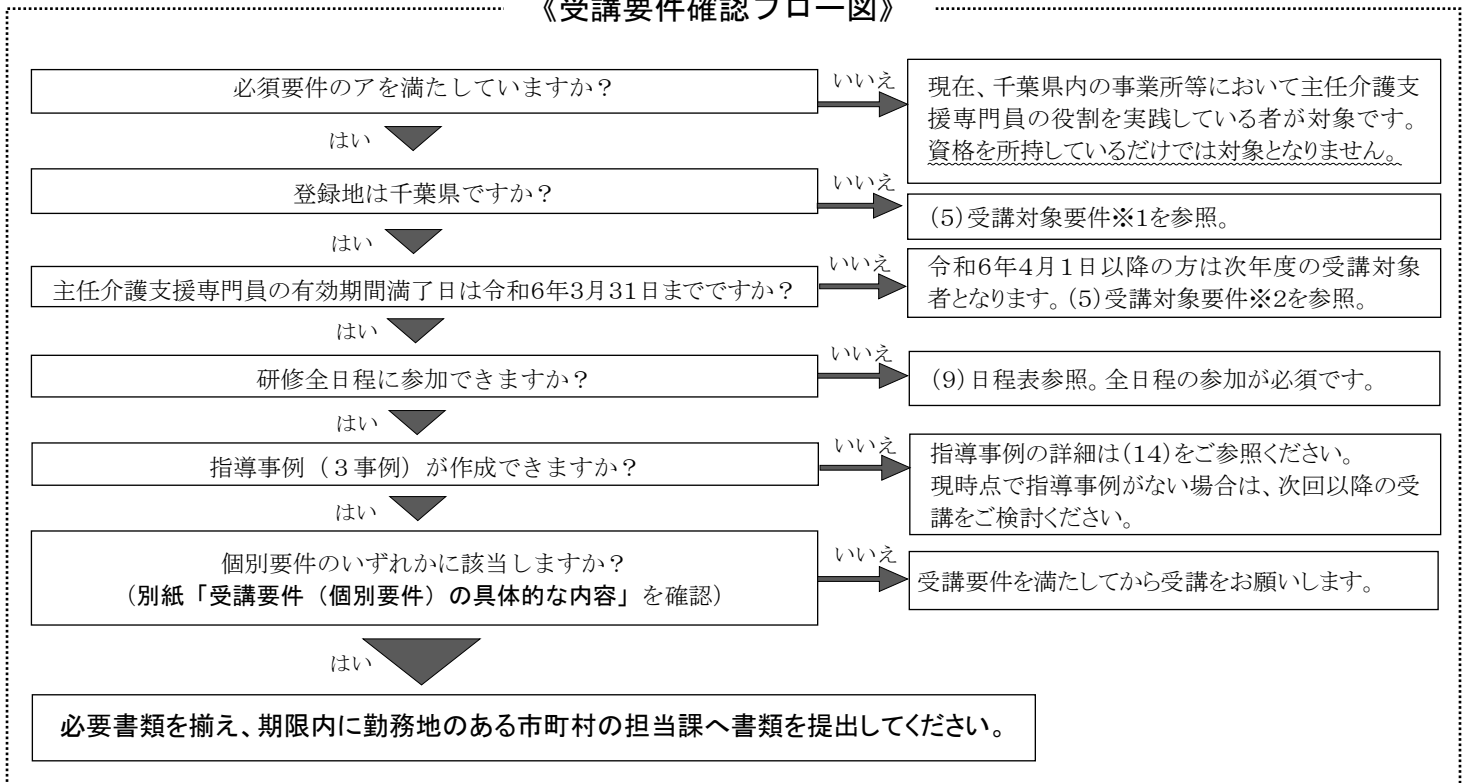 《受講要件確認フロー図》
必須要件のアを満たしていますか？
いいえ
現在、千葉県内の事業所等において主任介護支
援専門員の役割を実践している者が対象です。
資格を所持しているだけでは対象となりません。
はい
登録地は千葉県ですか？
いいえ
(5)受講対象要件※1を参照。
はい
主任介護支援専門員の有効期間満了日は令和6年3月31日までですか？
いいえ
令和6年4月1日以降の方は次年度の受講対象
者となります。(5)受講対象要件※2を参照。
はい
研修全日程に参加できますか？
いいえ
(9)日程表参照。全日程の参加が必須です。
はい
指導事例（３事例）が作成できますか？
いいえ
指導事例の詳細は(14)をご参照ください。
現時点で指導事例がない場合は、次回以降の受
講をご検討ください。
はい
個別要件のいずれかに該当しますか？
（別紙「受講要件（個別要件）の具体的な内容」を確認）
いいえ
受講要件を満たしてから受講をお願いします。
はい
必要書類を揃え、期限内に勤務地のある市町村の担当課へ書類を提出してください。